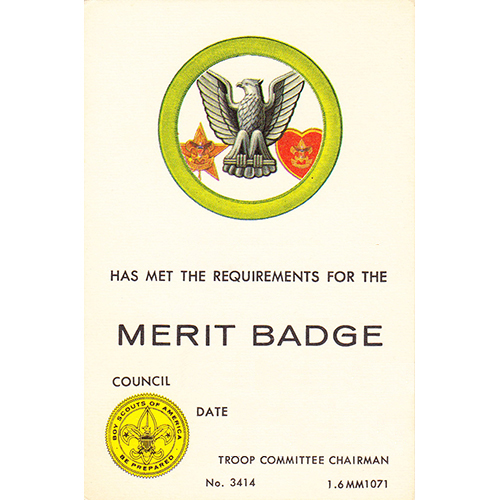 HAS MET THE REQUIREMENTS FOR THE
MERIT BADGE
COUNCIL
BOY SCOUTS OF AMERICA
BE PREPARED
DATE
TROOP COMMITTEE CHAIRMAN
No. 3414 1.6MM1071